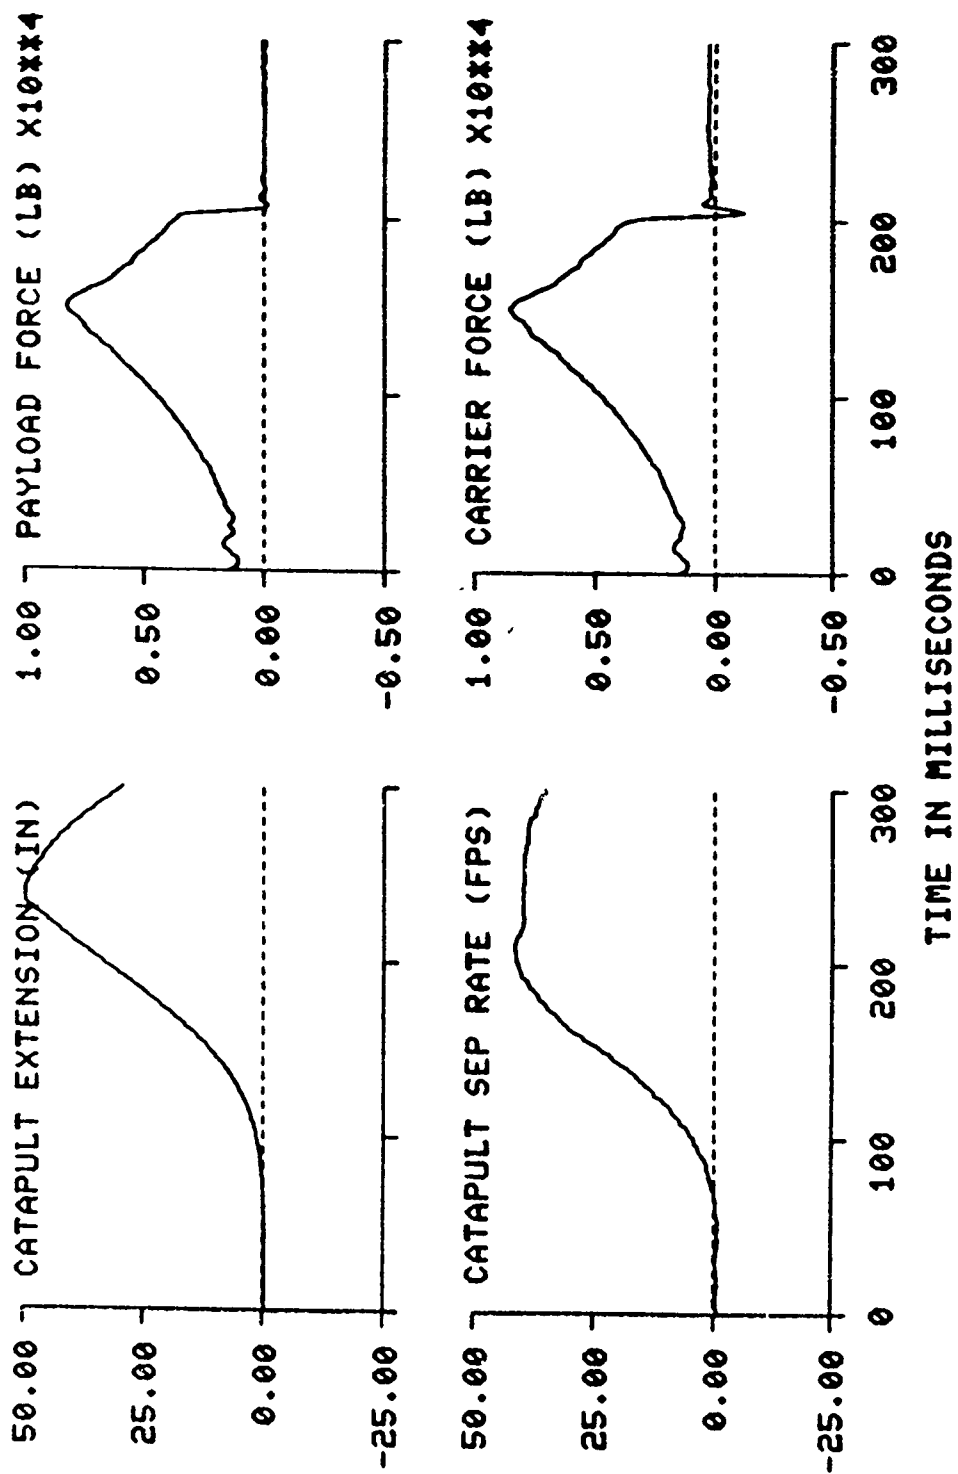 CATAPULT EXTENSION (IN)
50.00
25.00
0.00
-25.00
CATAPULT SEP RATE (FPS)
50.00
25.00
0.00
-25.00
0 100 200 300
PAYLOAD FORCE (LB) X10**4
1.00
0.50
0.00
-0.50
CARRIER FORCE (LB) X10**4
1.00
0.50
0.00
-0.50
0 100 200 300
TIME IN MILLISECONDS